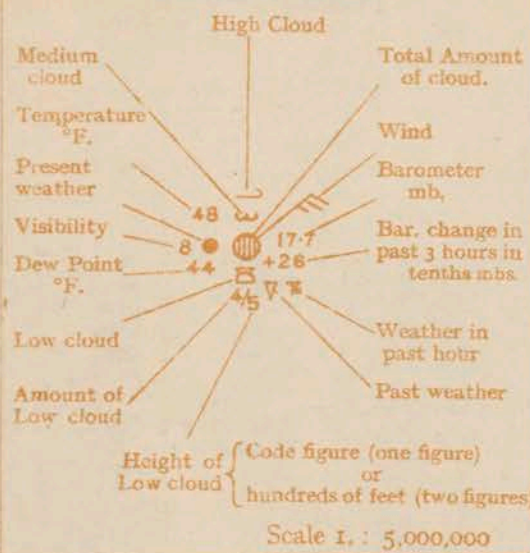 High Cloud
Medium
cloud
Total Amount
of cloud.
Temperature
°F.
Wind
Present
weather
Barometer
mb.
48
Visibility
8
17.7
Bar. change in
past 3 hours in
tenths mbs.
+26
Dew Point
°F.
44
4/5
Low cloud
Weather in
past hour
Amount of
Low cloud
Past weather
Height of
Low cloud
Code figure (one figure)
or
hundreds of feet (two figures
Scale 1. : 5,000,000